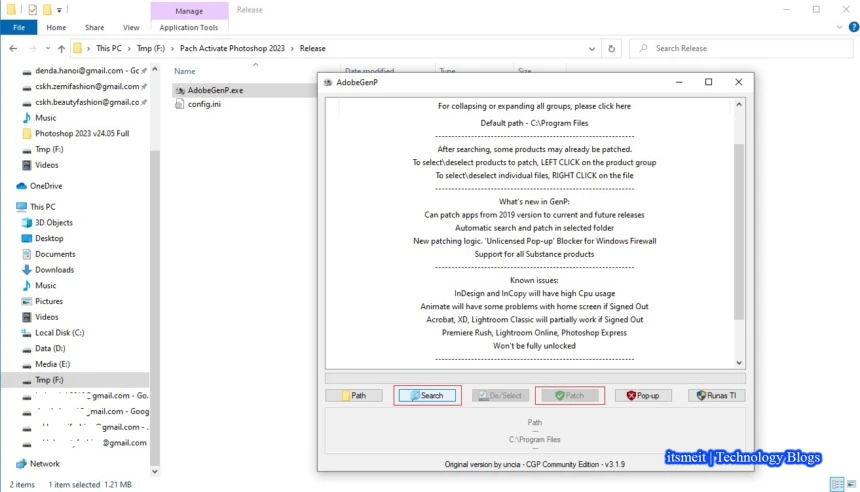 Manage
Release
File
Home
Share
View
Application Tools
This PC > Tmp (F:) > Pach Activate Photoshop 2023 > Release
Search Release
denda.hanoi@gmail.com - Gc
cskh.zemifashion@gmail.com
cskh.beautyfashion@gmail.co
Music
Photoshop 2023 v24.05 Full
Tmp (F:)
Videos
OneDrive
This PC
3D Objects
Desktop
Documents
Downloads
Music
Pictures
Videos
Local Disk (C:)
Data (D:)
Media (E:)
Tmp (F:)
@gmail.com - Go.
_gmail.com - Goog
@gmail.com - .
@gmail.com
Network
2 items
1 item selected 1.21 MB
Name
Date modified
Type
Size
AdobeGenP.exe
config.ini
AdobeGenP
For collapsing or expanding all groups, please click here
Default path - C:\Program Files
After searching, some products may already be patched.
To select\deselect products to patch, LEFT CLICK on the product group
To select\deselect individual files, RIGHT CLICK on the file
What's new in GenP:
Can patch apps from 2019 version to current and future releases
Automatic search and patch in selected folder
New patching logic. 'Unlicensed Pop-up' Blocker for Windows Firewall
Support for all Substance products
Known issues:
InDesign and InCopy will have high Cpu usage
Animate will have some problems with home screen if Signed Out
Acrobat, XD, Lightroom Classic will partially work if Signed Out
Premiere Rush, Lightroom Online, Photoshop Express
Won't be fully unlocked
Path
Search
De/Select
Patch
Pop-up
Runas TI
Path
---
C:\Program Files
---
itsmeit | Technology Blogs
Original version by uncia - CGP Community Edition - v3.1.9